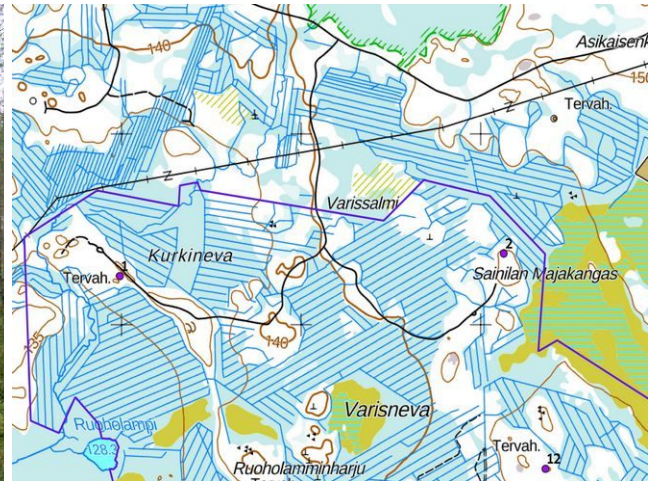 140
Asikaisenk
150
Tervah.
Z
Z
Varissalmi
Kurkineva
2
1
Tervah.
Sainilan Majakangas
135
140
Varisneva
Ruoholampi
128.3
Tervah.
Ruoholamminharju
12